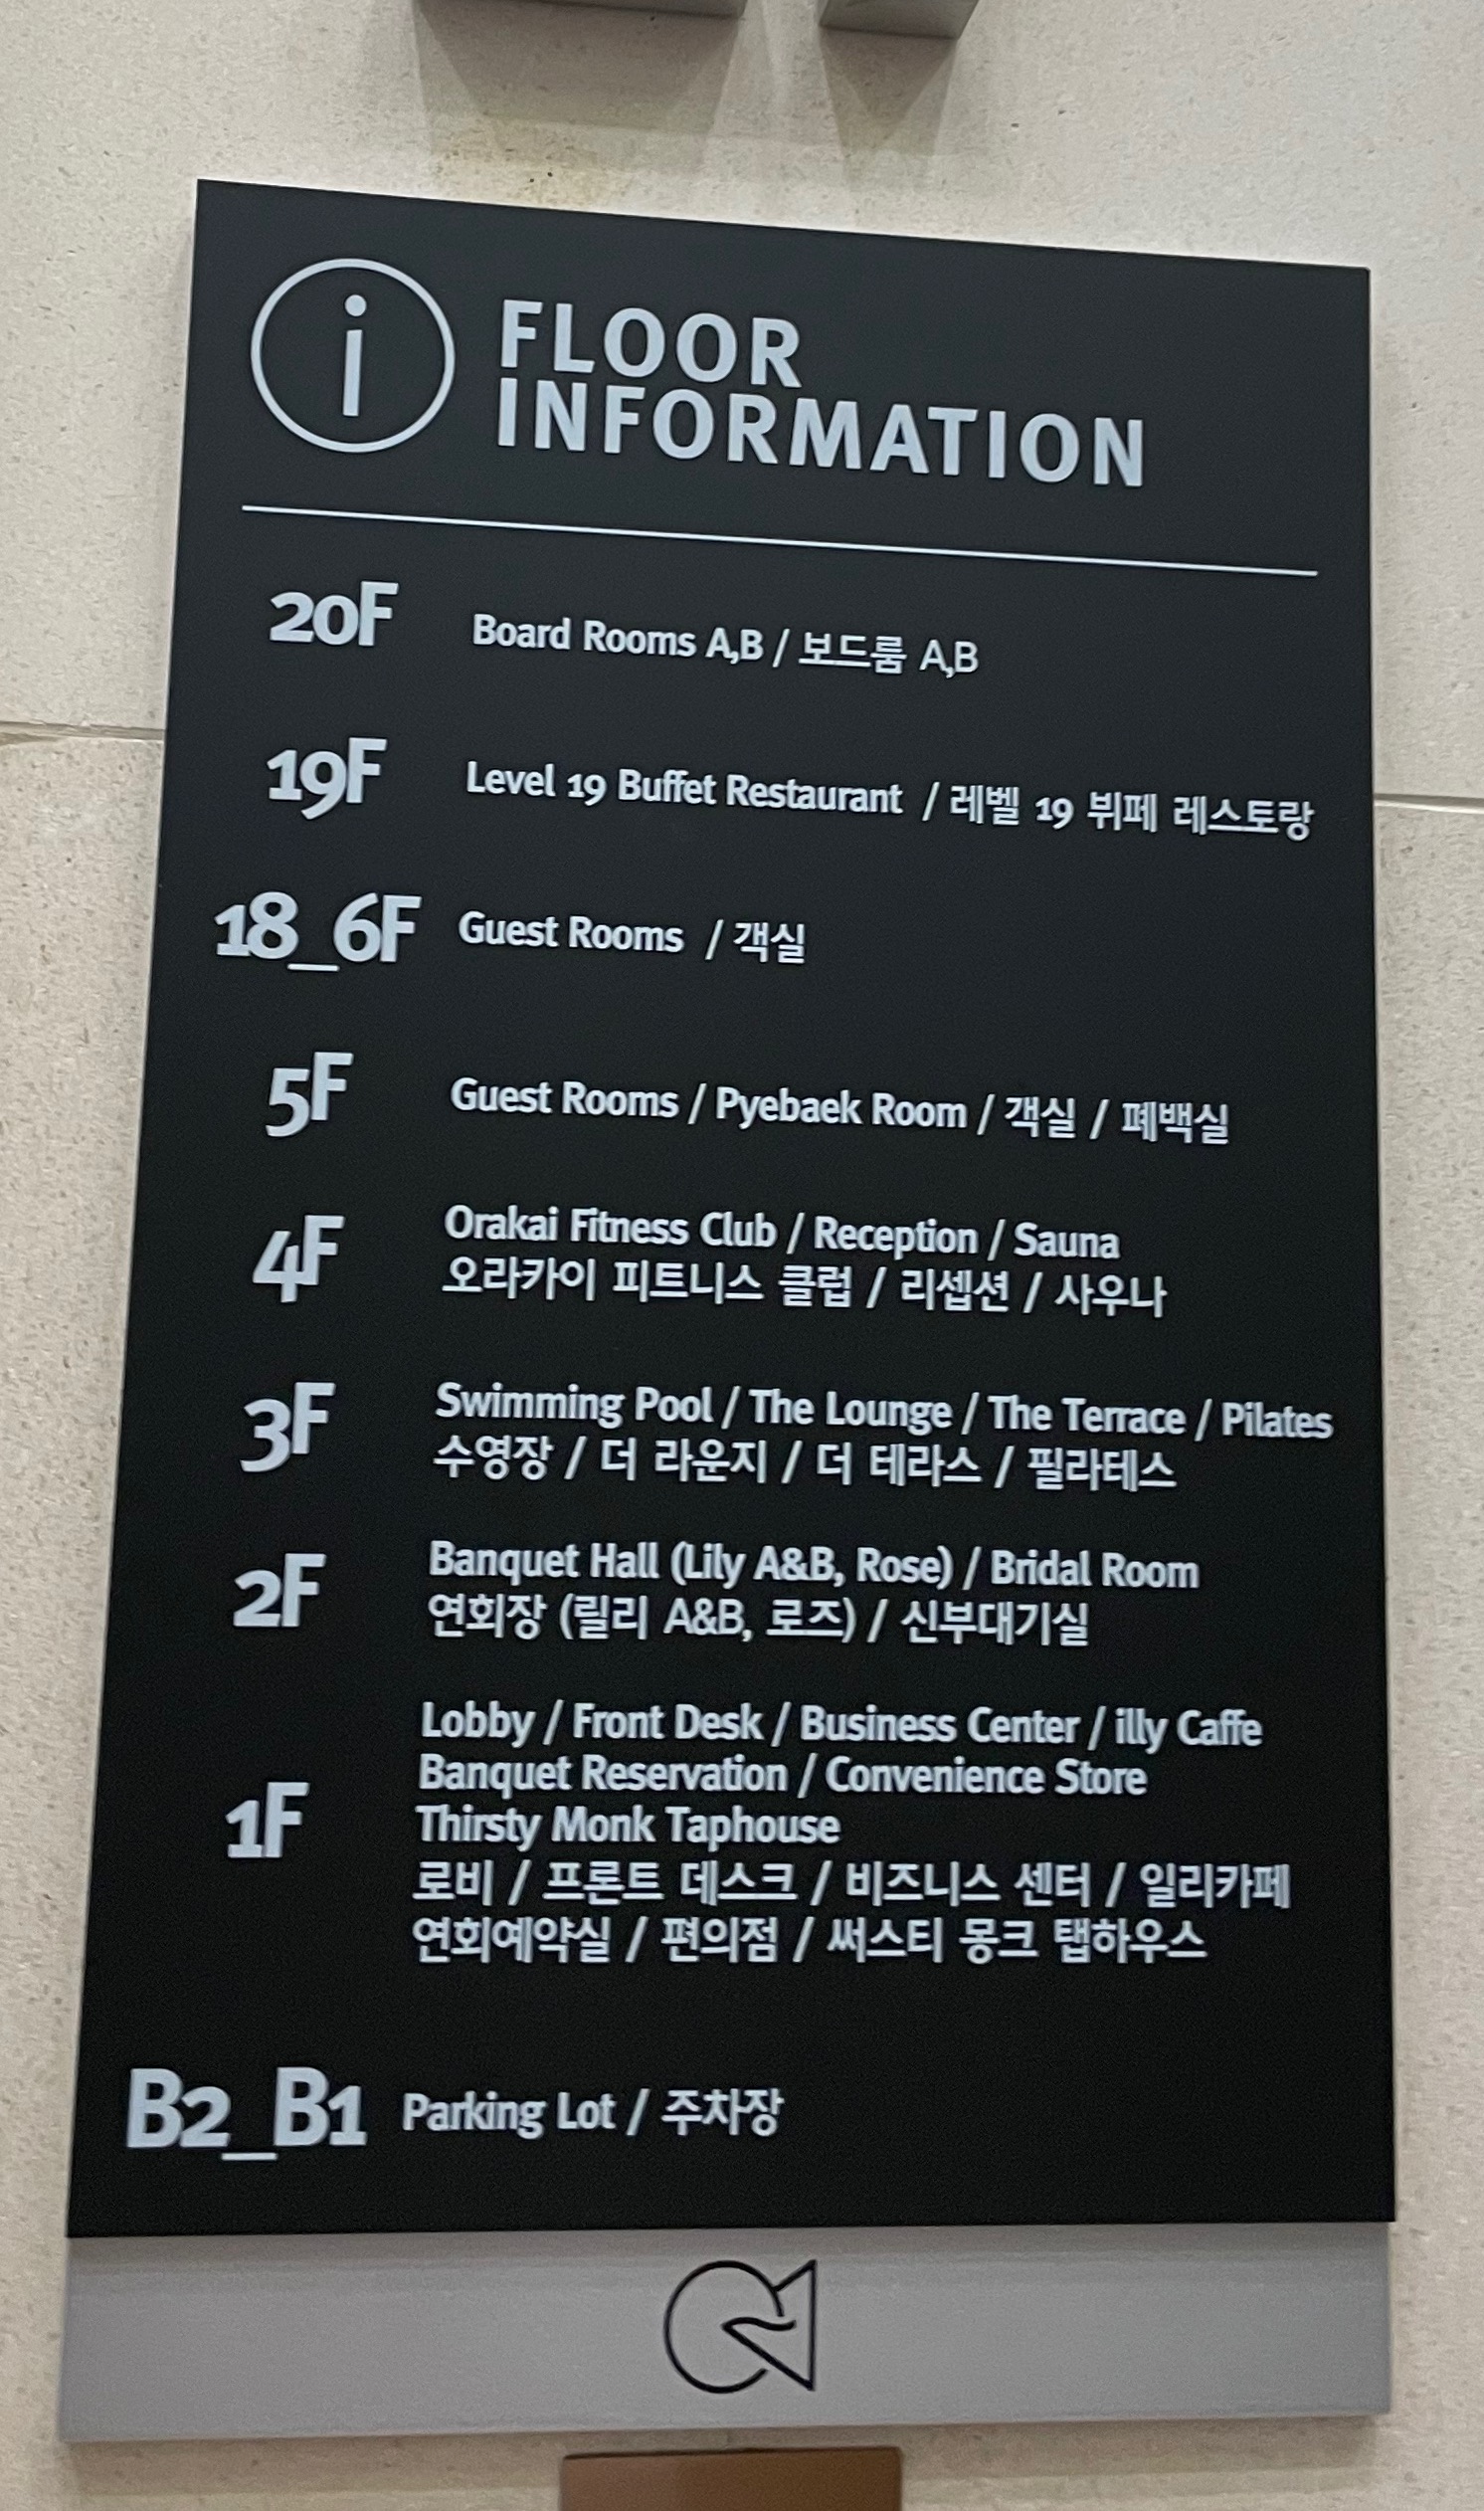 i
FLOOR
INFORMATION
20F Board Rooms A,B / 보드룸 A,B
19F Level 19 Buffet Restaurant / 레벨 19 뷔페 레스토랑
18_6F Guest Rooms / 객실
5F Guest Rooms / Pyebaek Room / 객실 / 폐백실
4F Orakai Fitness Club / Reception / Sauna
오라카이 피트니스 클럽 / 리셉션 / 사우나
3F Swimming Pool / The Lounge / The Terrace / Pilates
수영장 / 더 라운지 / 더 테라스 / 필라테스
2F Banquet Hall (Lily A&B, Rose) / Bridal Room
연회장 (릴리 A&B, 로즈) / 신부대기실
1F Lobby / Front Desk / Business Center / illy Caffe
Banquet Reservation / Convenience Store
Thirsty Monk Taphouse
로비 / 프론트 데스크 / 비즈니스 센터 / 일리카페
연회예약실 / 편의점 / 써스티 몽크 탭하우스
B2_B1 Parking Lot / 주차장